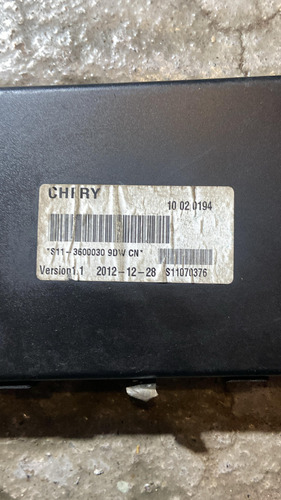 CHERY
10 02 0194
*S11-3600030 9DW CN*
Version1.1 2012-12-28 S11070376